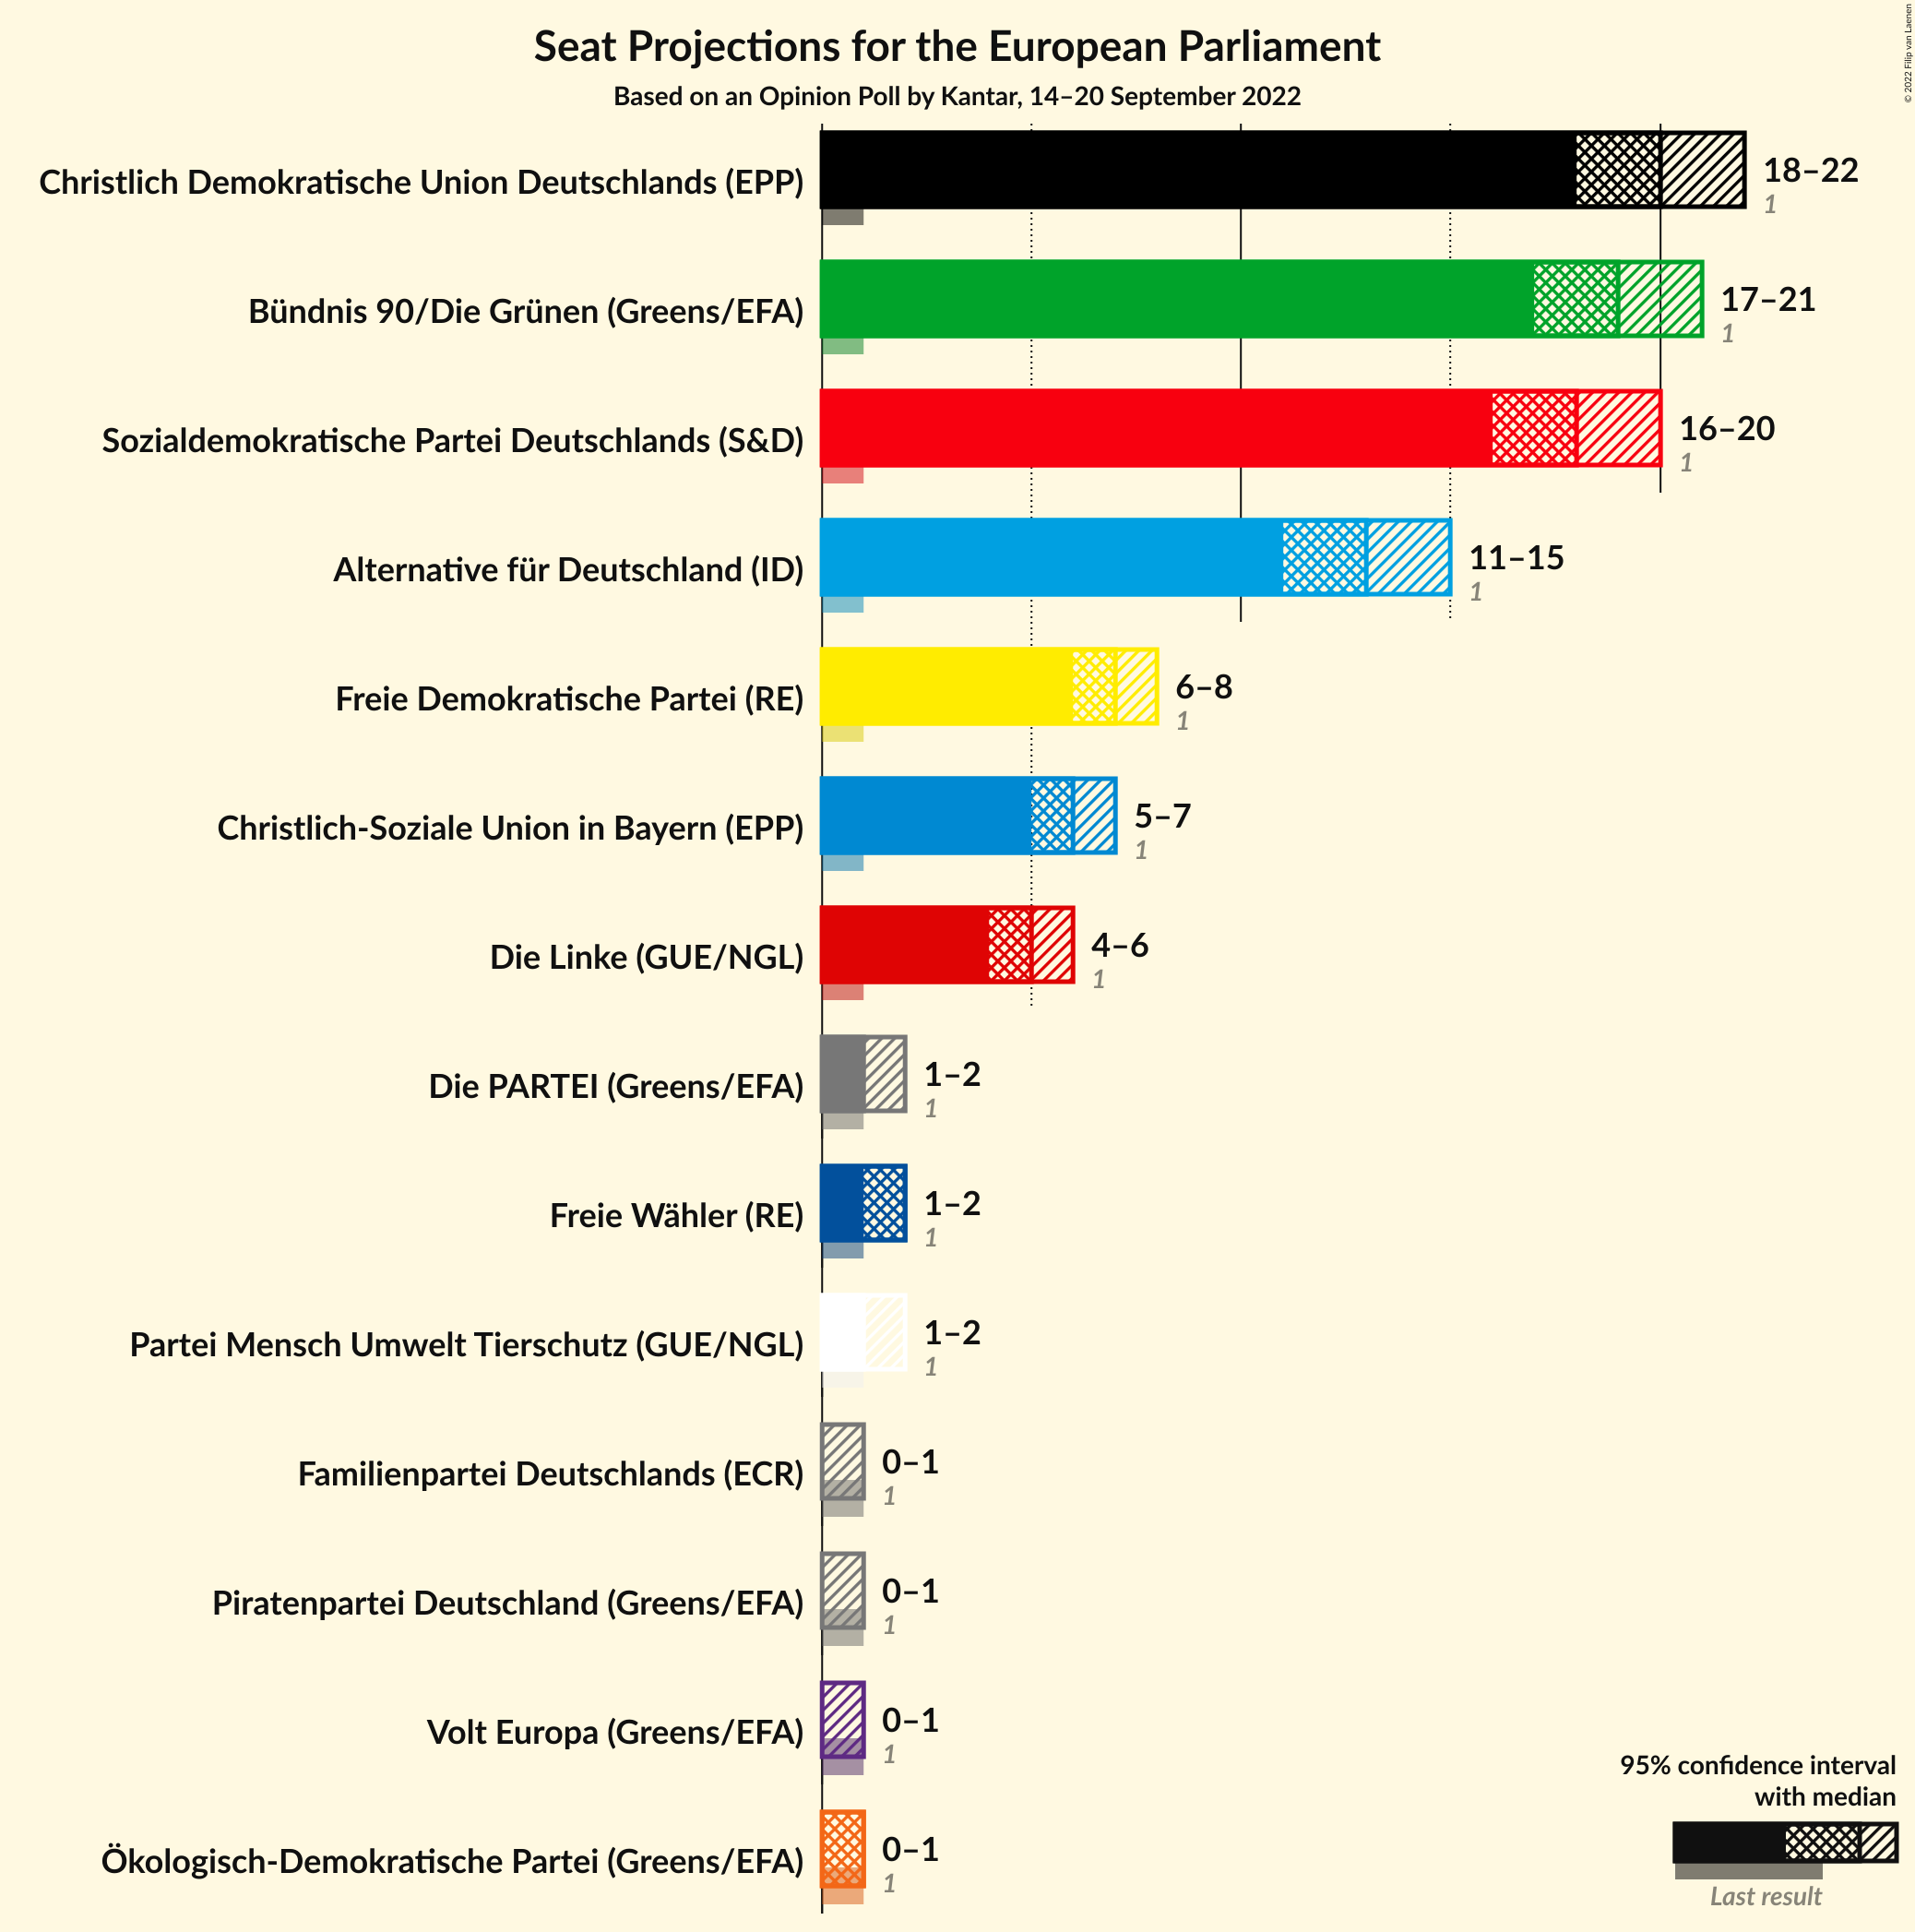 Seat Projections for the European Parliament
Based on an Opinion Poll by Kantar, 14–20 September 2022
© 2022 Filip van Laenen
Christlich Demokratische Union Deutschlands (EPP)
18–22
1
Bündnis 90/Die Grünen (Greens/EFA)
17–21
1
Sozialdemokratische Partei Deutschlands (S&D)
16–20
1
Alternative für Deutschland (ID)
11–15
1
Freie Demokratische Partei (RE)
6–8
1
Christlich-Soziale Union in Bayern (EPP)
5–7
1
Die Linke (GUE/NGL)
4–6
1
Die PARTEI (Greens/EFA)
1–2
1
Freie Wähler (RE)
1–2
1
Partei Mensch Umwelt Tierschutz (GUE/NGL)
1–2
1
Familienpartei Deutschlands (ECR)
0–1
1
Piratenpartei Deutschland (Greens/EFA)
0–1
1
Volt Europa (Greens/EFA)
0–1
1
Ökologisch-Demokratische Partei (Greens/EFA)
0–1
1
95% confidence interval
with median
Last result